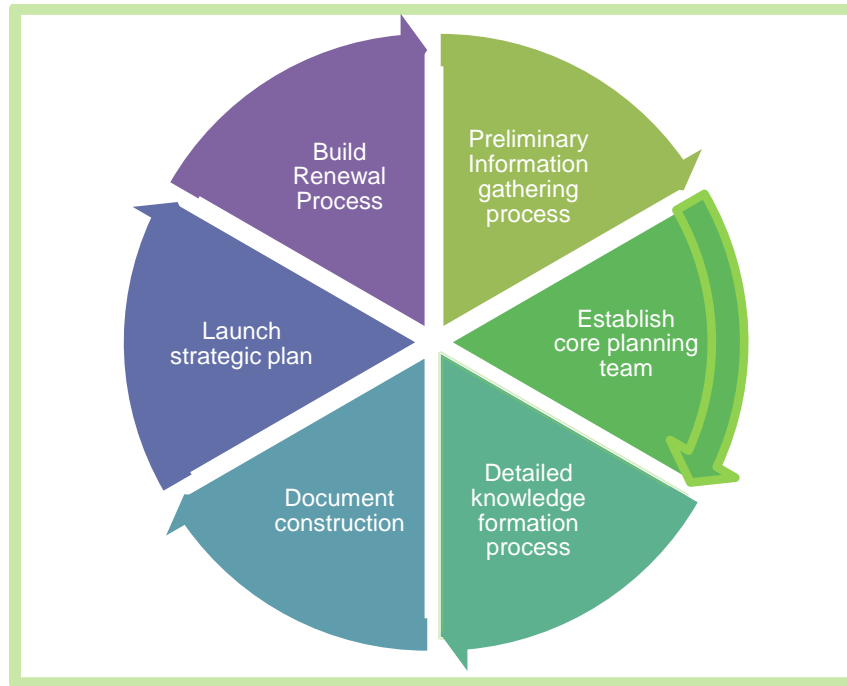 Preliminary
Information
gathering
process
Establish
core planning
team
Detailed
knowledge
formation
process
Document
construction
Launch
strategic plan
Build
Renewal
Process